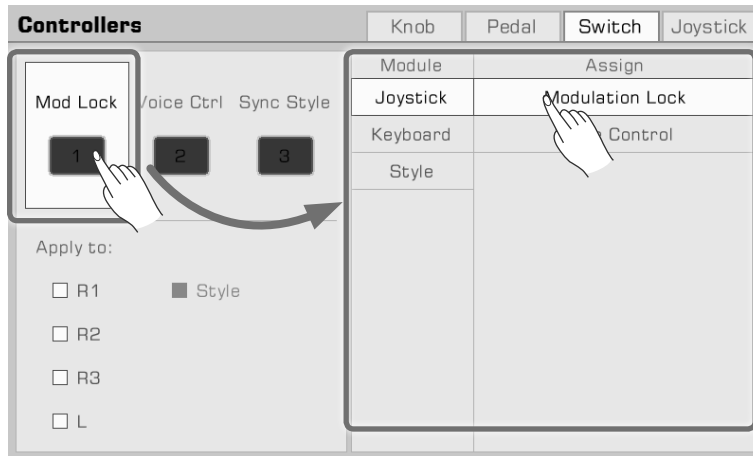 Controllers
Knob Pedal Switch Joystick
Module Assign
Mod Lock Voice Ctrl Sync Style
1 2 3
Joystick Modulation Lock
Keyboard Control
Style
Apply to:
R1 Style
R2
R3
L